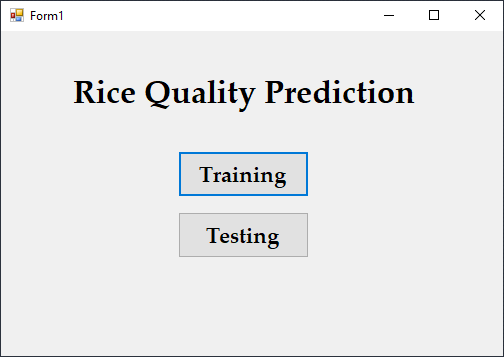 Form1
Rice Quality Prediction
Training
Testing